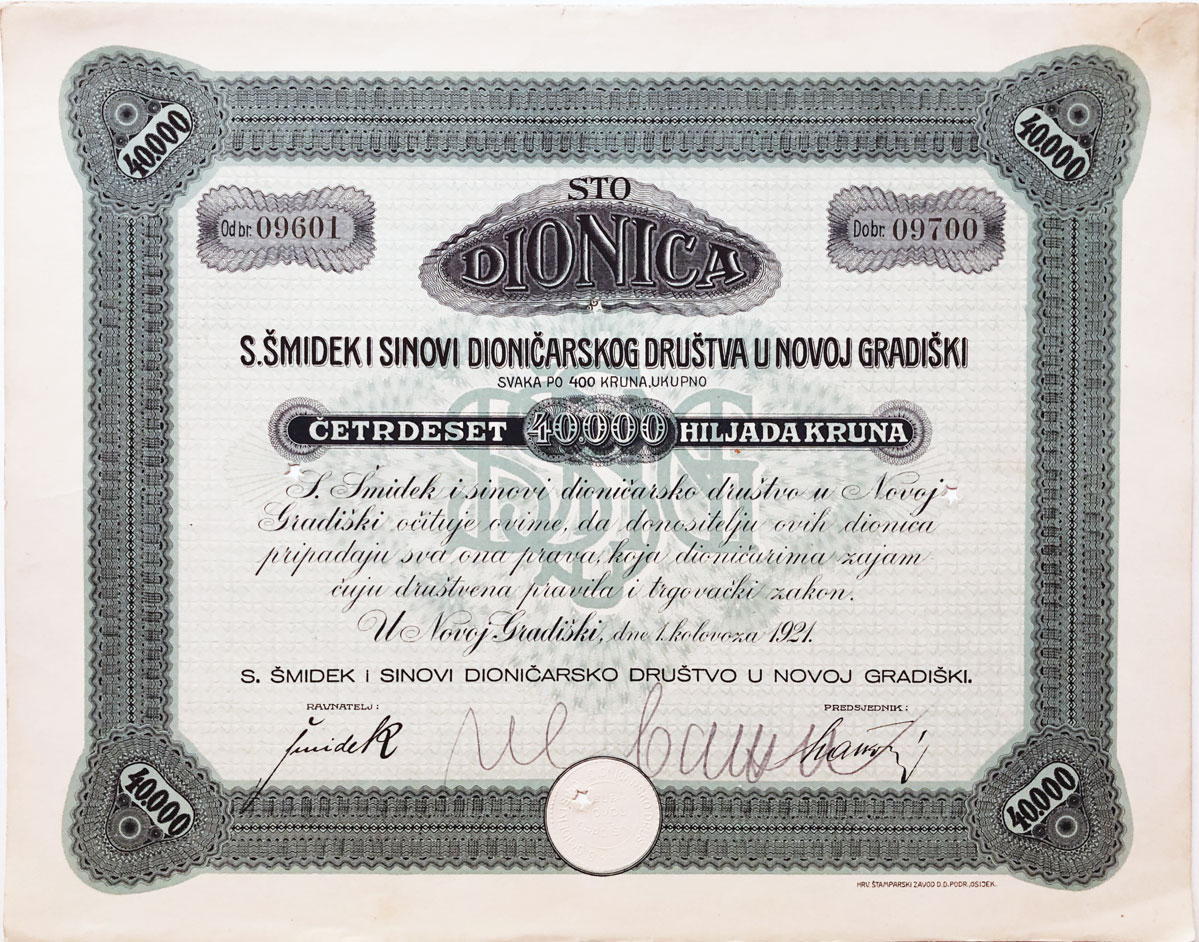 40.000
40.000
STO
DIONICA
Od br. 09601
Do br. 09700
S. ŠMIDEK I SINOVI DIONIČARSKOG DRUŠTVA U NOVOJ GRADIŠKI
SVAKA PO 400 KRUNA, UKUPNO
ČETRDESET 40.000 HILJADA KRUNA
S. Šmidek i sinovi dioničarsko društvo u Novoj
Gradiški očituje ovime, da donositelju ovih dionica
pripadaju sva ona prava, koja dioničarima zajam-
čuju društvena pravila i trgovački zakon.
U Novoj Gradiški, dne 1. kolovoza 1921.
S. ŠMIDEK i SINOVI DIONIČARSKO DRUŠTVO U NOVOJ GRADIŠKI.
RAVNATELJ:
PREDSJEDNIK:
Šmidek
40.000
40.000
HRV. ŠTAMPARSKI ZAVOD D.D. PODR., OSIJEK.